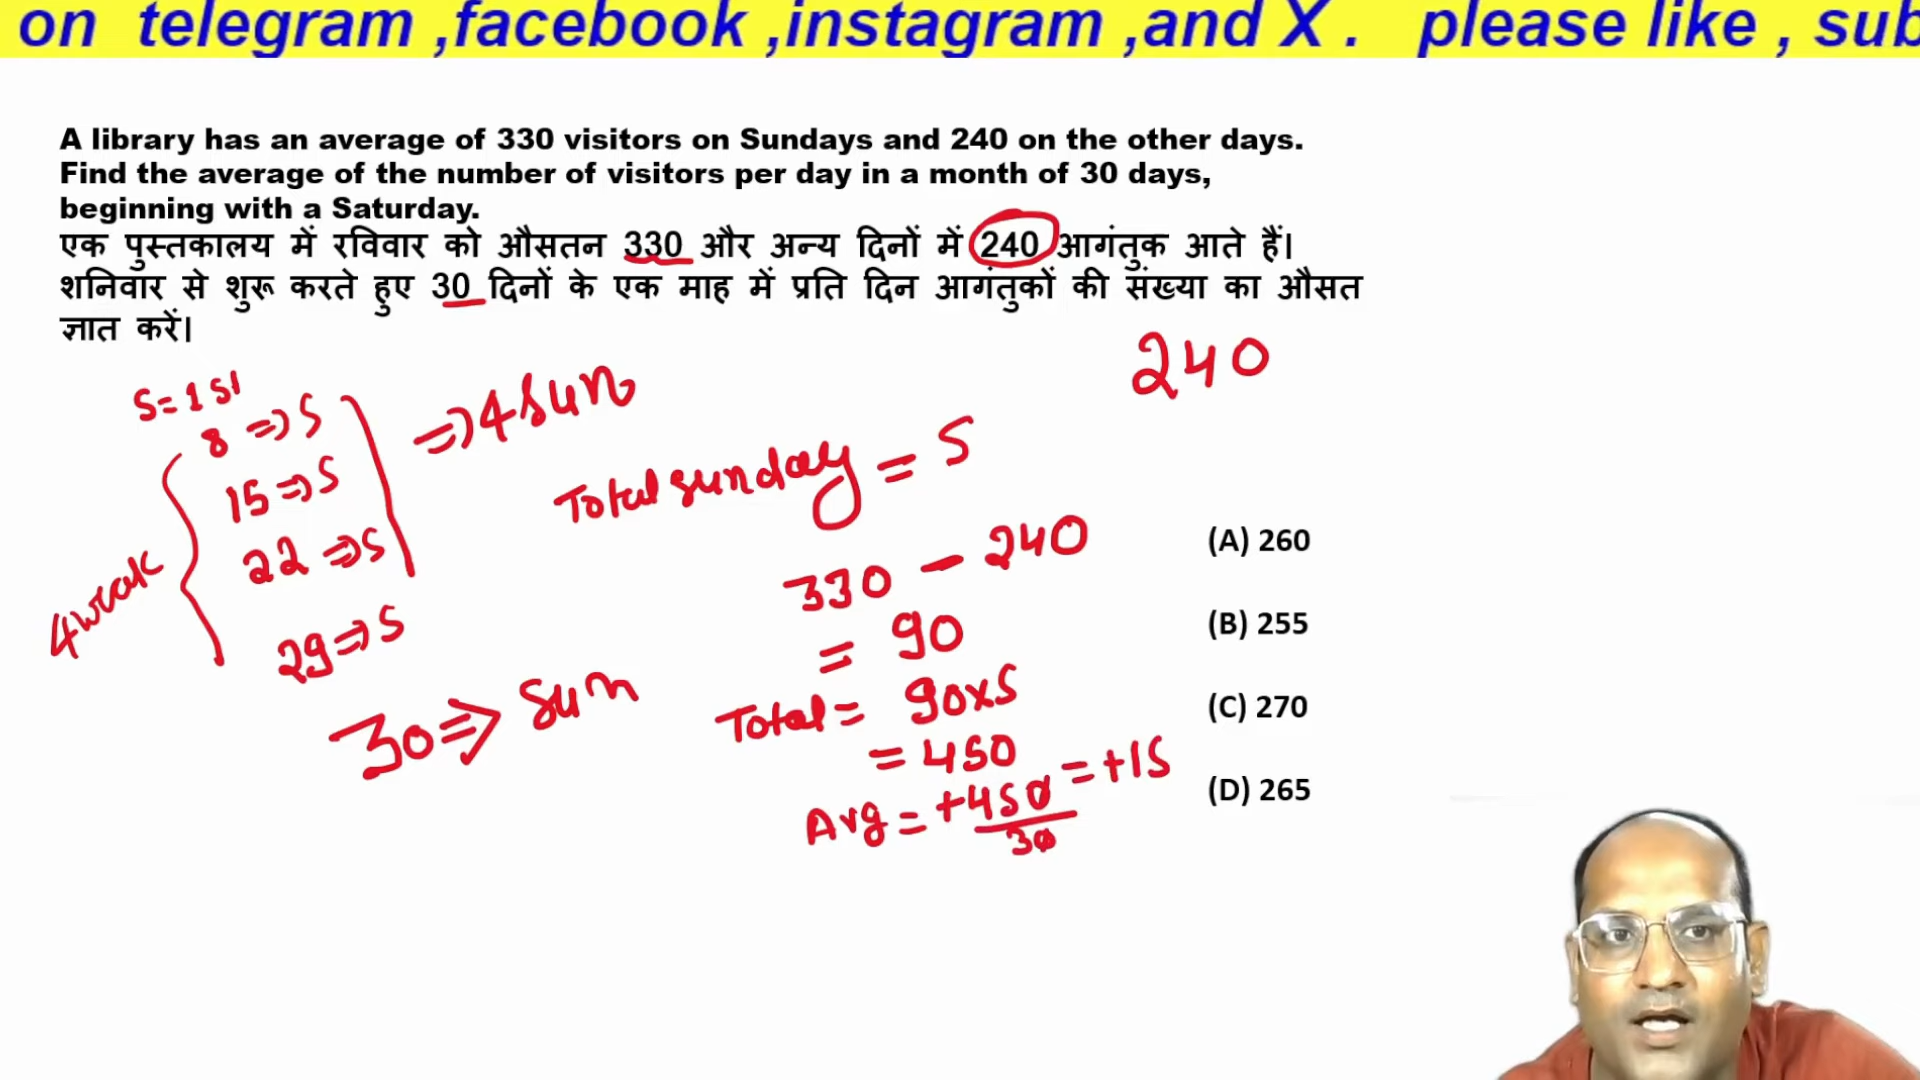 on telegram ,facebook ,instagram ,and X . please like , sub
A library has an average of 330 visitors on Sundays and 240 on the other days.
Find the average of the number of visitors per day in a month of 30 days,
beginning with a Saturday.
एक पुस्तकालय में रविवार को औसतन 330 और अन्य दिनों में 240 आगंतुक आते हैं।
शनिवार से शुरू करते हुए 30 दिनों के एक माह में प्रति दिन आगंतुकों की संख्या का औसत
ज्ञात करें।
240
S=1st
8 => S
15 => S
22 => S
29 => S
4 weak
=> 4 Sun
30 => Sun
Total sunday = 5
330 - 240
= 90
Total = 90x5
= 450
Avg = +450/30 = +15
(A) 260
(B) 255
(C) 270
(D) 265